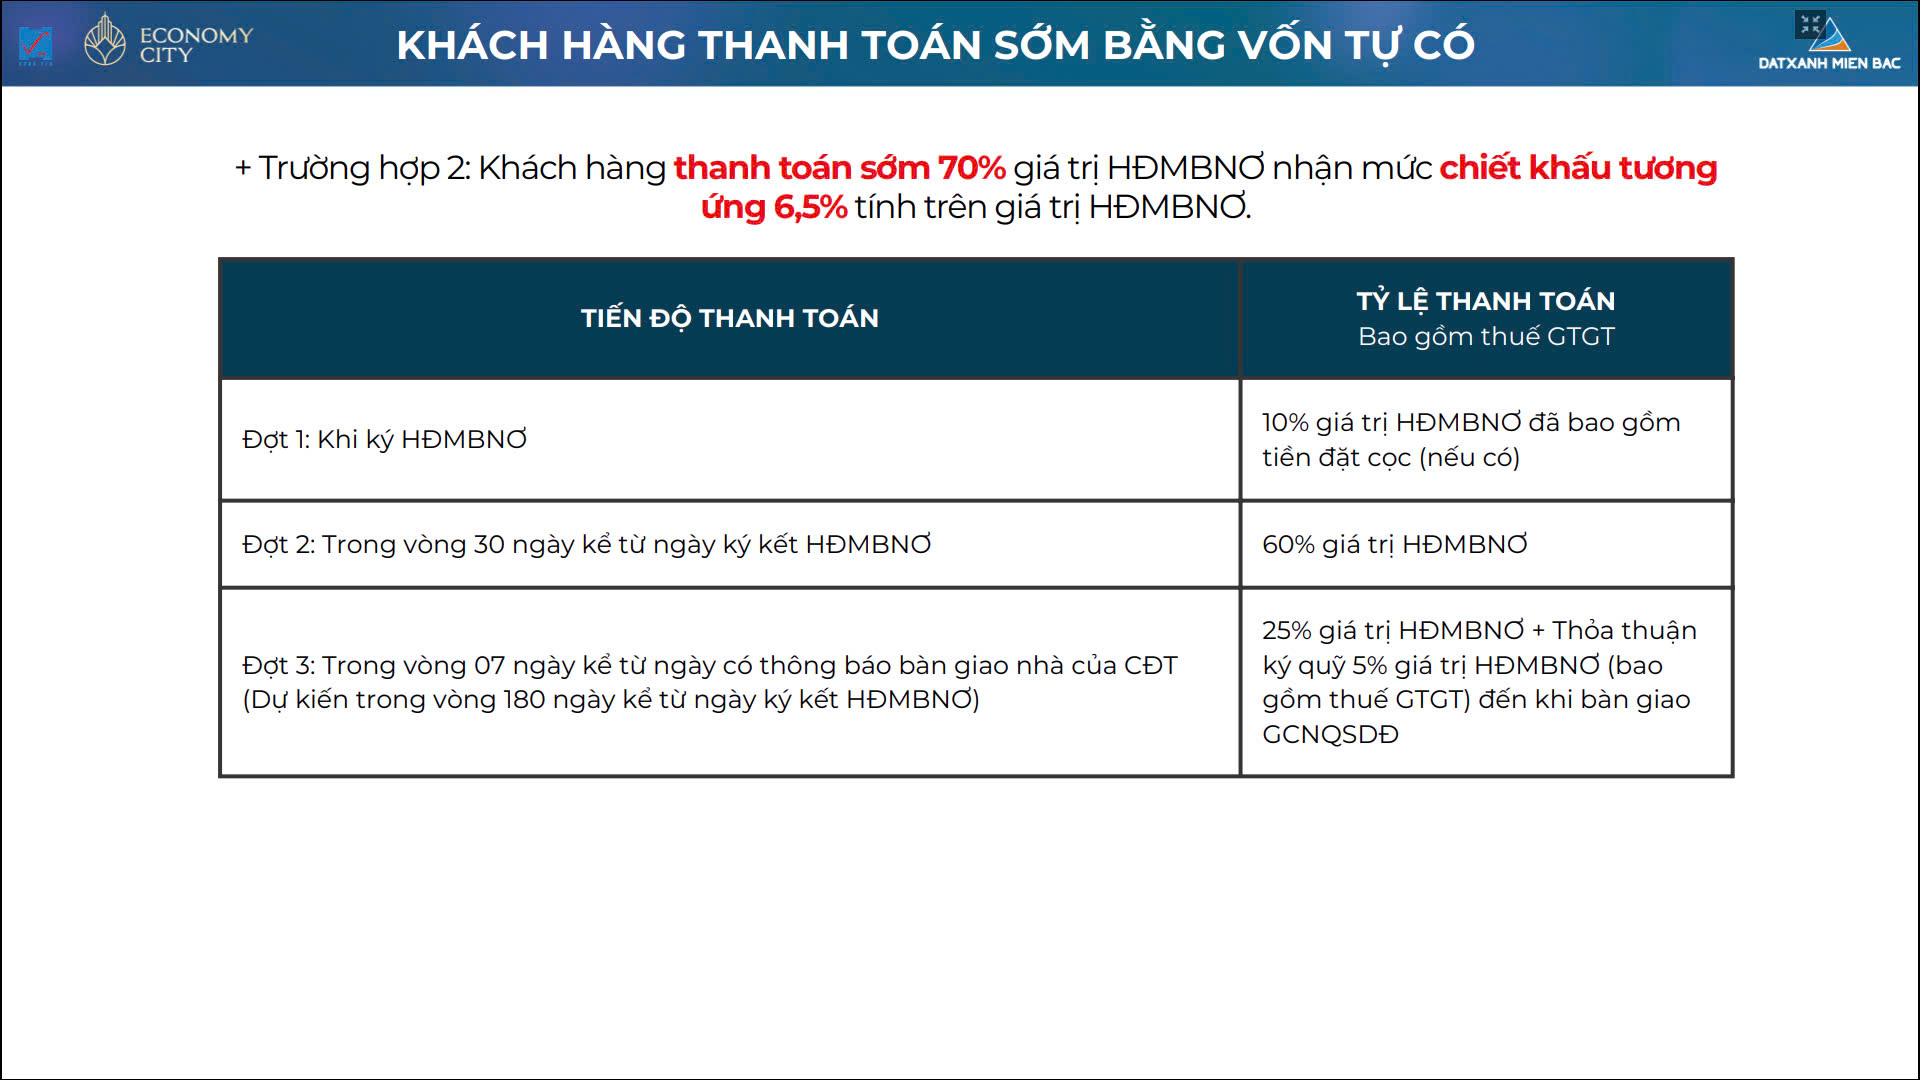 ECONOMY
CITY
KHÁCH HÀNG THANH TOÁN SỚM BẰNG VỐN TỰ CÓ
DATXANH MIEN BAC
+ Trường hợp 2: Khách hàng thanh toán sớm 70% giá trị HĐMBNƠ nhận mức chiết khấu tương
ứng 6,5% tính trên giá trị HĐMBNƠ.
TIẾN ĐỘ THANH TOÁN
TỶ LỆ THANH TOÁN
Bao gồm thuế GTGT
Đợt 1: Khi ký HĐMBNƠ
10% giá trị HĐMBNƠ đã bao gồm
tiền đặt cọc (nếu có)
Đợt 2: Trong vòng 30 ngày kể từ ngày ký kết HĐMBNƠ
60% giá trị HĐMBNƠ
Đợt 3: Trong vòng 07 ngày kể từ ngày có thông báo bàn giao nhà của CĐT
(Dự kiến trong vòng 180 ngày kể từ ngày ký kết HĐMBNƠ)
25% giá trị HĐMBNƠ + Thỏa thuận
ký quỹ 5% giá trị HĐMBNƠ (bao
gồm thuế GTGT) đến khi bàn giao
GCNQSDĐ